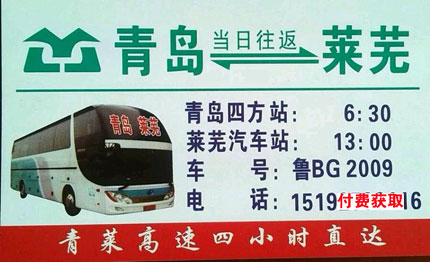 青岛 当日往返 莱芜
青岛四方站： 6:30
莱芜汽车站： 13:00
车 号：鲁BG 2009
电 话：1519 付费获取 6
青岛 莱芜
青莱高速四小时直达